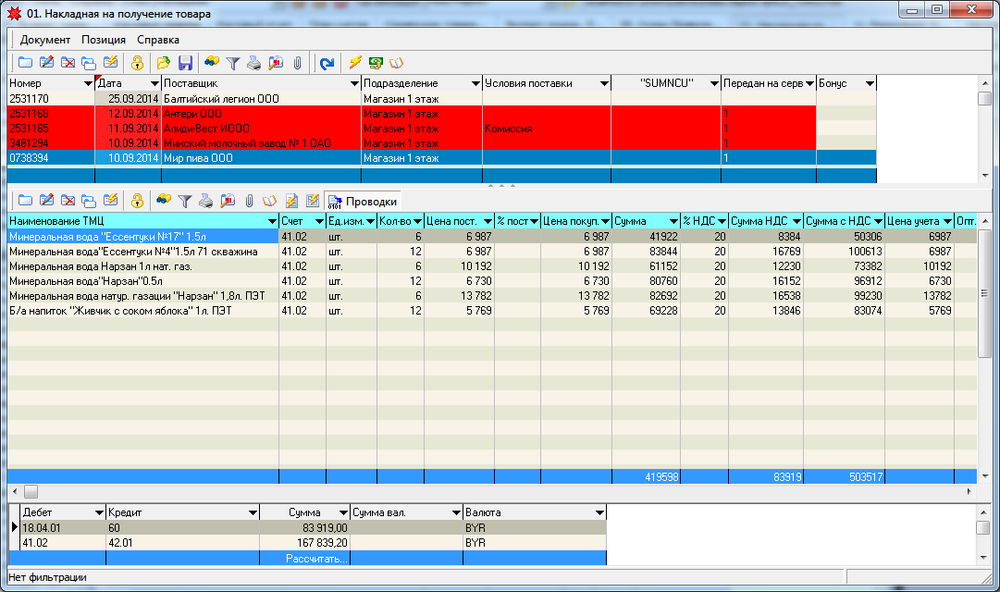 01. Накладная на получение товара
Документ Позиция Справка
Номер Дата Поставщик Подразделение Условия поставки "SUMNCU" Передан на серв Бонус
2531170 25.09.2014 Балтийский легион ООО Магазин 1 этаж
2531168 12.09.2014 Антери ООО Магазин 1 этаж 1
2531165 11.09.2014 Алиди-Вест ИООО Магазин 1 этаж Комиссия 1
3481294 10.09.2014 Минский молочный завод № 1 ОАО Магазин 1 этаж 1
0738394 10.09.2014 Мир пива ООО Магазин 1 этаж 1
Проводки
Наименование ТМЦ Счет Ед.изм. Кол-во Цена пост. % пост Цена покуп. Сумма % НДС Сумма НДС Сумма с НДС Цена учета Опт.
Минеральная вода "Ессентуки №17" 1.5л 41.02 шт. 6 6 987 6 987 41922 20 8384 50306 6987
Минеральная вода"Ессентуки №4"1.5л 71 скважина 41.02 шт. 12 6 987 6 987 83844 20 16769 100613 6987
Минеральная вода Нарзан 1л нат. газ. 41.02 шт. 6 10 192 10 192 61152 20 12230 73382 10192
Минеральная вода"Нарзан"0.5л 41.02 шт. 12 6 730 6 730 80760 20 16152 96912 6730
Минеральная вода натур. газации "Нарзан" 1,8л. ПЭТ 41.02 шт. 6 13 782 13 782 82692 20 16538 99230 13782
Б/а напиток "Живчик с соком яблока" 1л. ПЭТ 41.02 шт. 12 5 769 5 769 69228 20 13846 83074 5769
419598 83919 503517
Дебет Кредит Сумма Сумма вал. Валюта
18.04.01 60 83 919,00 BYR
41.02 42.01 167 839,20 BYR
Рассчитать...
Нет фильтрации